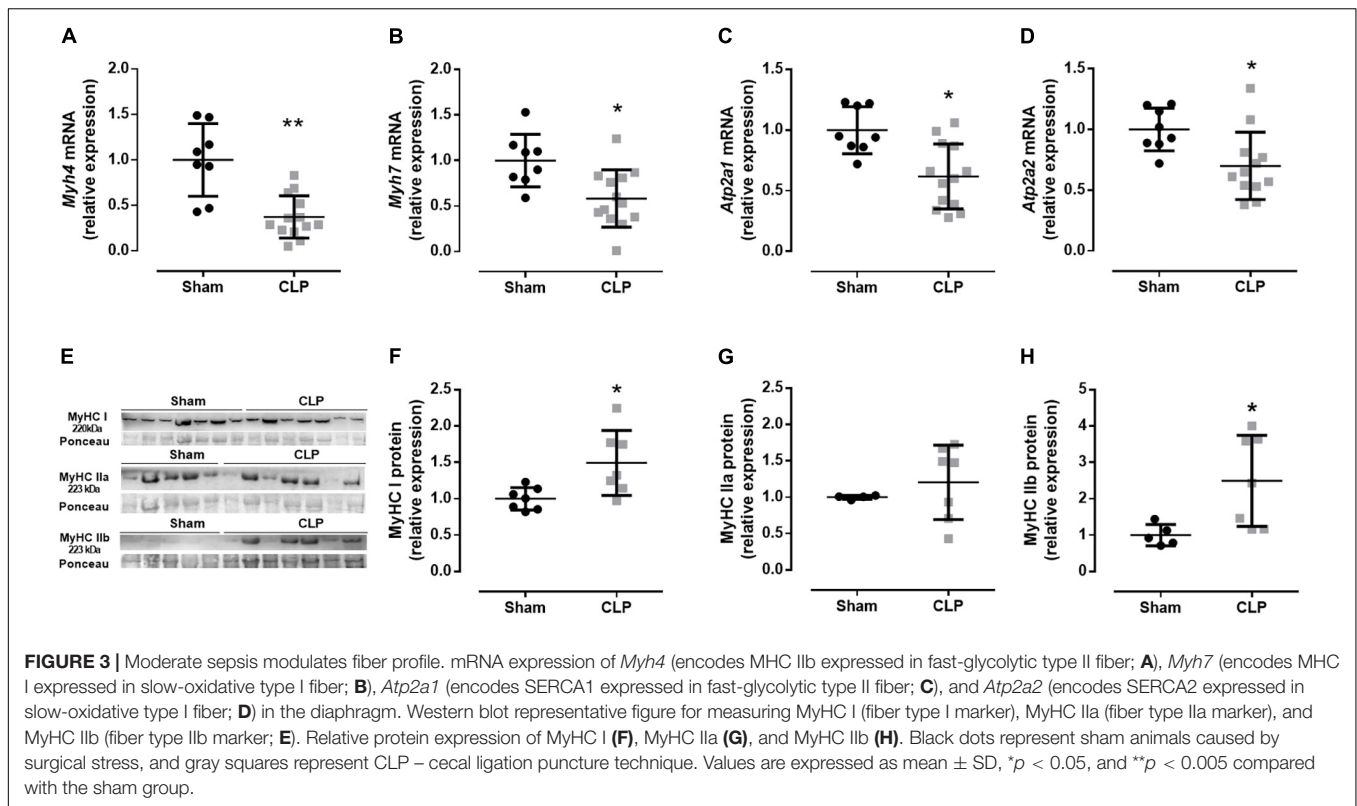 A
B
C
D
Myh4 mRNA
(relative expression)
2.0
1.5
1.0
0.5
0.0
**
Sham
CLP
Myh7 mRNA
(relative expression)
2.0
1.5
1.0
0.5
0.0
*
Sham
CLP
Atp2a1 mRNA
(relative expression)
1.5
1.0
0.5
0.0
*
Sham
CLP
Atp2a2 mRNA
(relative expression)
1.5
1.0
0.5
0.0
*
Sham
CLP
E
F
G
H
Sham CLP
MyHC I
220kDa
Ponceau
Sham CLP
MyHC IIa
223 kDa
Ponceau
Sham CLP
MyHC IIb
223 kDa
Ponceau
MyHC I protein
(relative expression)
2.5
2.0
1.5
1.0
0.5
0
*
Sham
CLP
MyHC IIa protein
(relative expression)
2.5
2.0
1.5
1.0
0.5
0.0
Sham
CLP
MyHC IIb protein
(relative expression)
5
4
3
2
1
0
*
Sham
CLP
FIGURE 3 | Moderate sepsis modulates fiber profile. mRNA expression of Myh4 (encodes MHC IIb expressed in fast-glycolytic type II fiber; A), Myh7 (encodes MHC
I expressed in slow-oxidative type I fiber; B), Atp2a1 (encodes SERCA1 expressed in fast-glycolytic type II fiber; C), and Atp2a2 (encodes SERCA2 expressed in
slow-oxidative type I fiber; D) in the diaphragm. Western blot representative figure for measuring MyHC I (fiber type I marker), MyHC IIa (fiber type IIa marker), and
MyHC IIb (fiber type IIb marker; E). Relative protein expression of MyHC I (F), MyHC IIa (G), and MyHC IIb (H). Black dots represent sham animals caused by
surgical stress, and gray squares represent CLP – cecal ligation puncture technique. Values are expressed as mean ± SD, *p < 0.05, and **p < 0.005 compared
with the sham group.